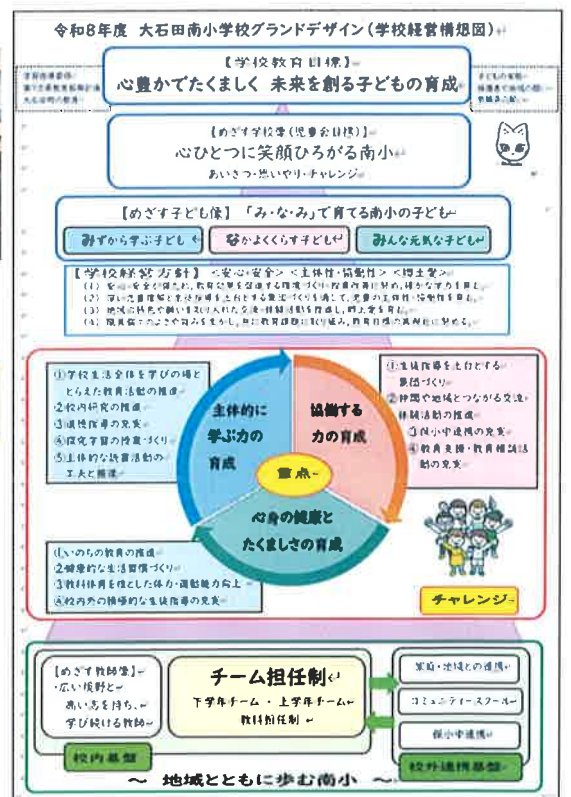 令和８年度 大石田南小学校グランドデザイン（学校経営構想図）
【学校教育目標】
心豊かでたくましく 未来を創る子どもの育成
【めざす学校像（児童会目標）】
心ひとつに笑顔ひろがる南小
あいさつ・思いやり・チャレンジ
【めざす子ども像】 「み・な・み」で育てる南小の子ども
みずから学ぶ子ども
なかよくくらす子ども
みんな元気な子ども
【学校経営方針】 ＜安心・安全＞ ＜主体性・協働性＞ ＜郷土愛＞
①学校生活全体を学びの場と
とらえた教育活動の推進
②校内研究の推進
③道徳指導の充実
④探究学習の授業づくり
⑤主体的な読書活動の
工夫と推進
主体的に
学ぶ力の
育成
協働する
力の育成
①生徒指導を土台とする
集団づくり
②仲間や地域とつながる交流・
体験活動の推進
③保小中連携の充実
④教育支援・教育相談活
動の充実
重点
心身の健康と
たくましさの育成
①いのちの教育の推進
②健康的な生活習慣づくり
③教科体育を核とした体力・運動能力向上
④校内外の積極的な生徒指導の充実
チャレンジ
【めざす教師像】
・広い視野と
高い志を持ち、
学び続ける教師
校内基盤
チーム担任制
下学年チーム ・ 上学年チーム
教科担任制
家庭・地域との連携
コミュニティースクール
保小中連携
校外連携基盤
～ 地域とともに歩む南小 ～